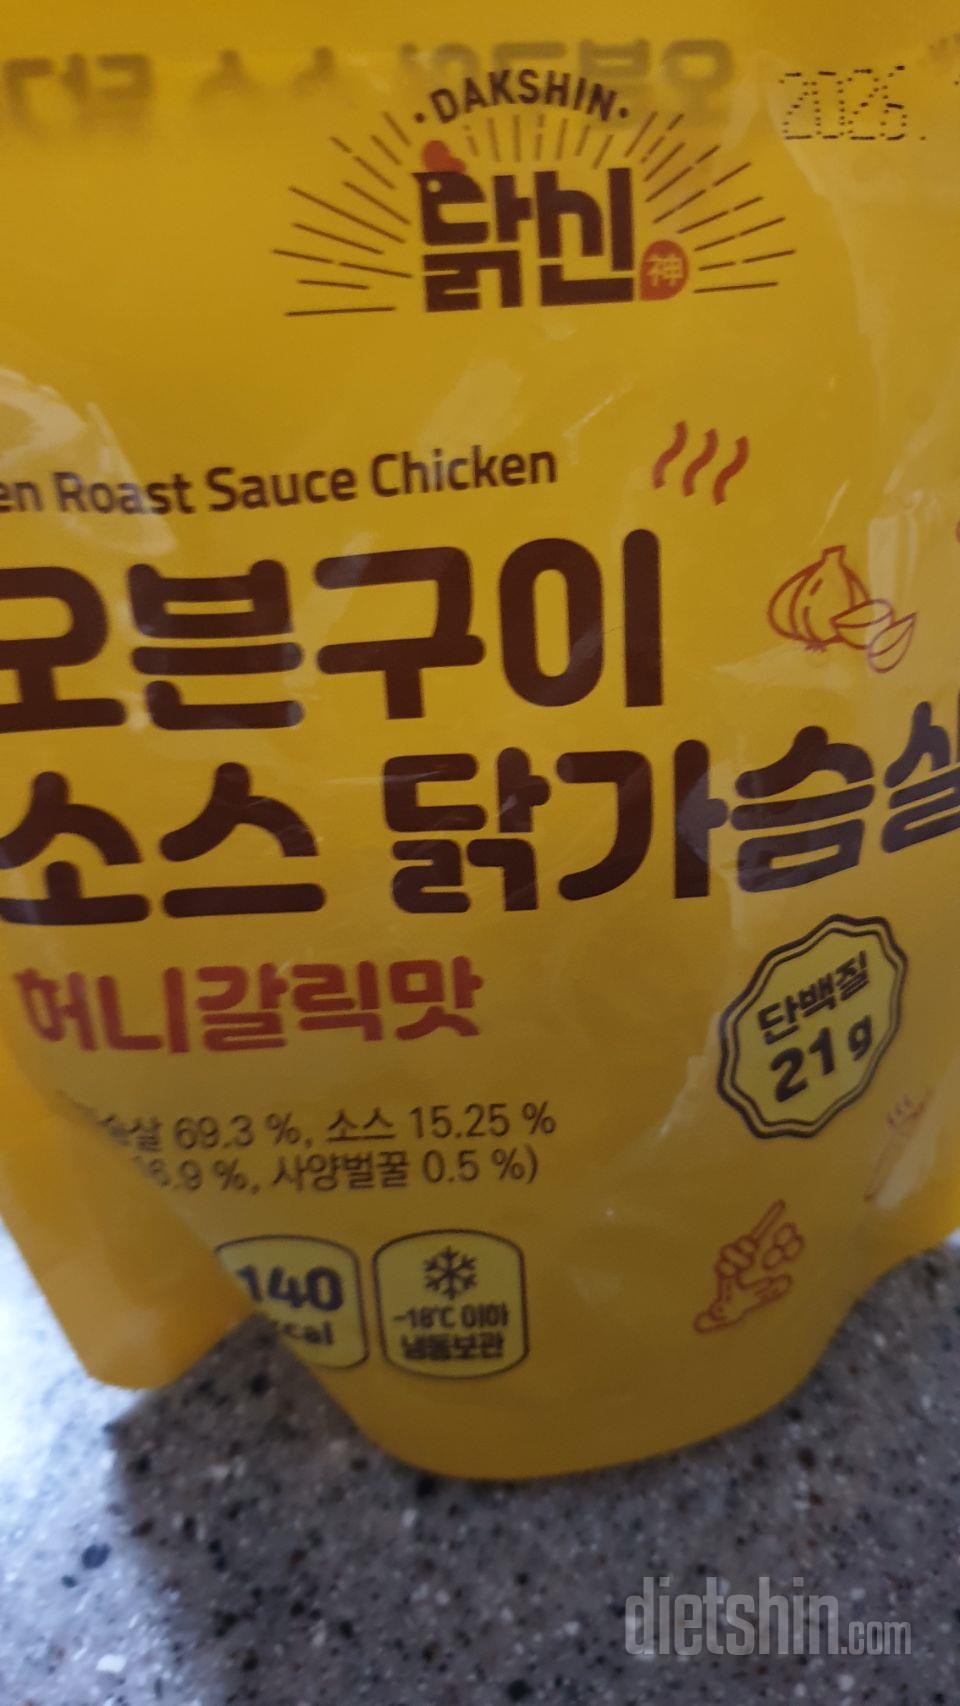 2026.
·DAKSHIN·
닭신
神
en Roast Sauce Chicken
오븐구이
소스 닭가슴살
허니갈릭맛
단백질
21g
슴살 69.3 %, 소스 15.25 %
6.9 %, 사양벌꿀 0.5 %)
140
kcal
-18℃ 이하
냉동보관
dietshin.com